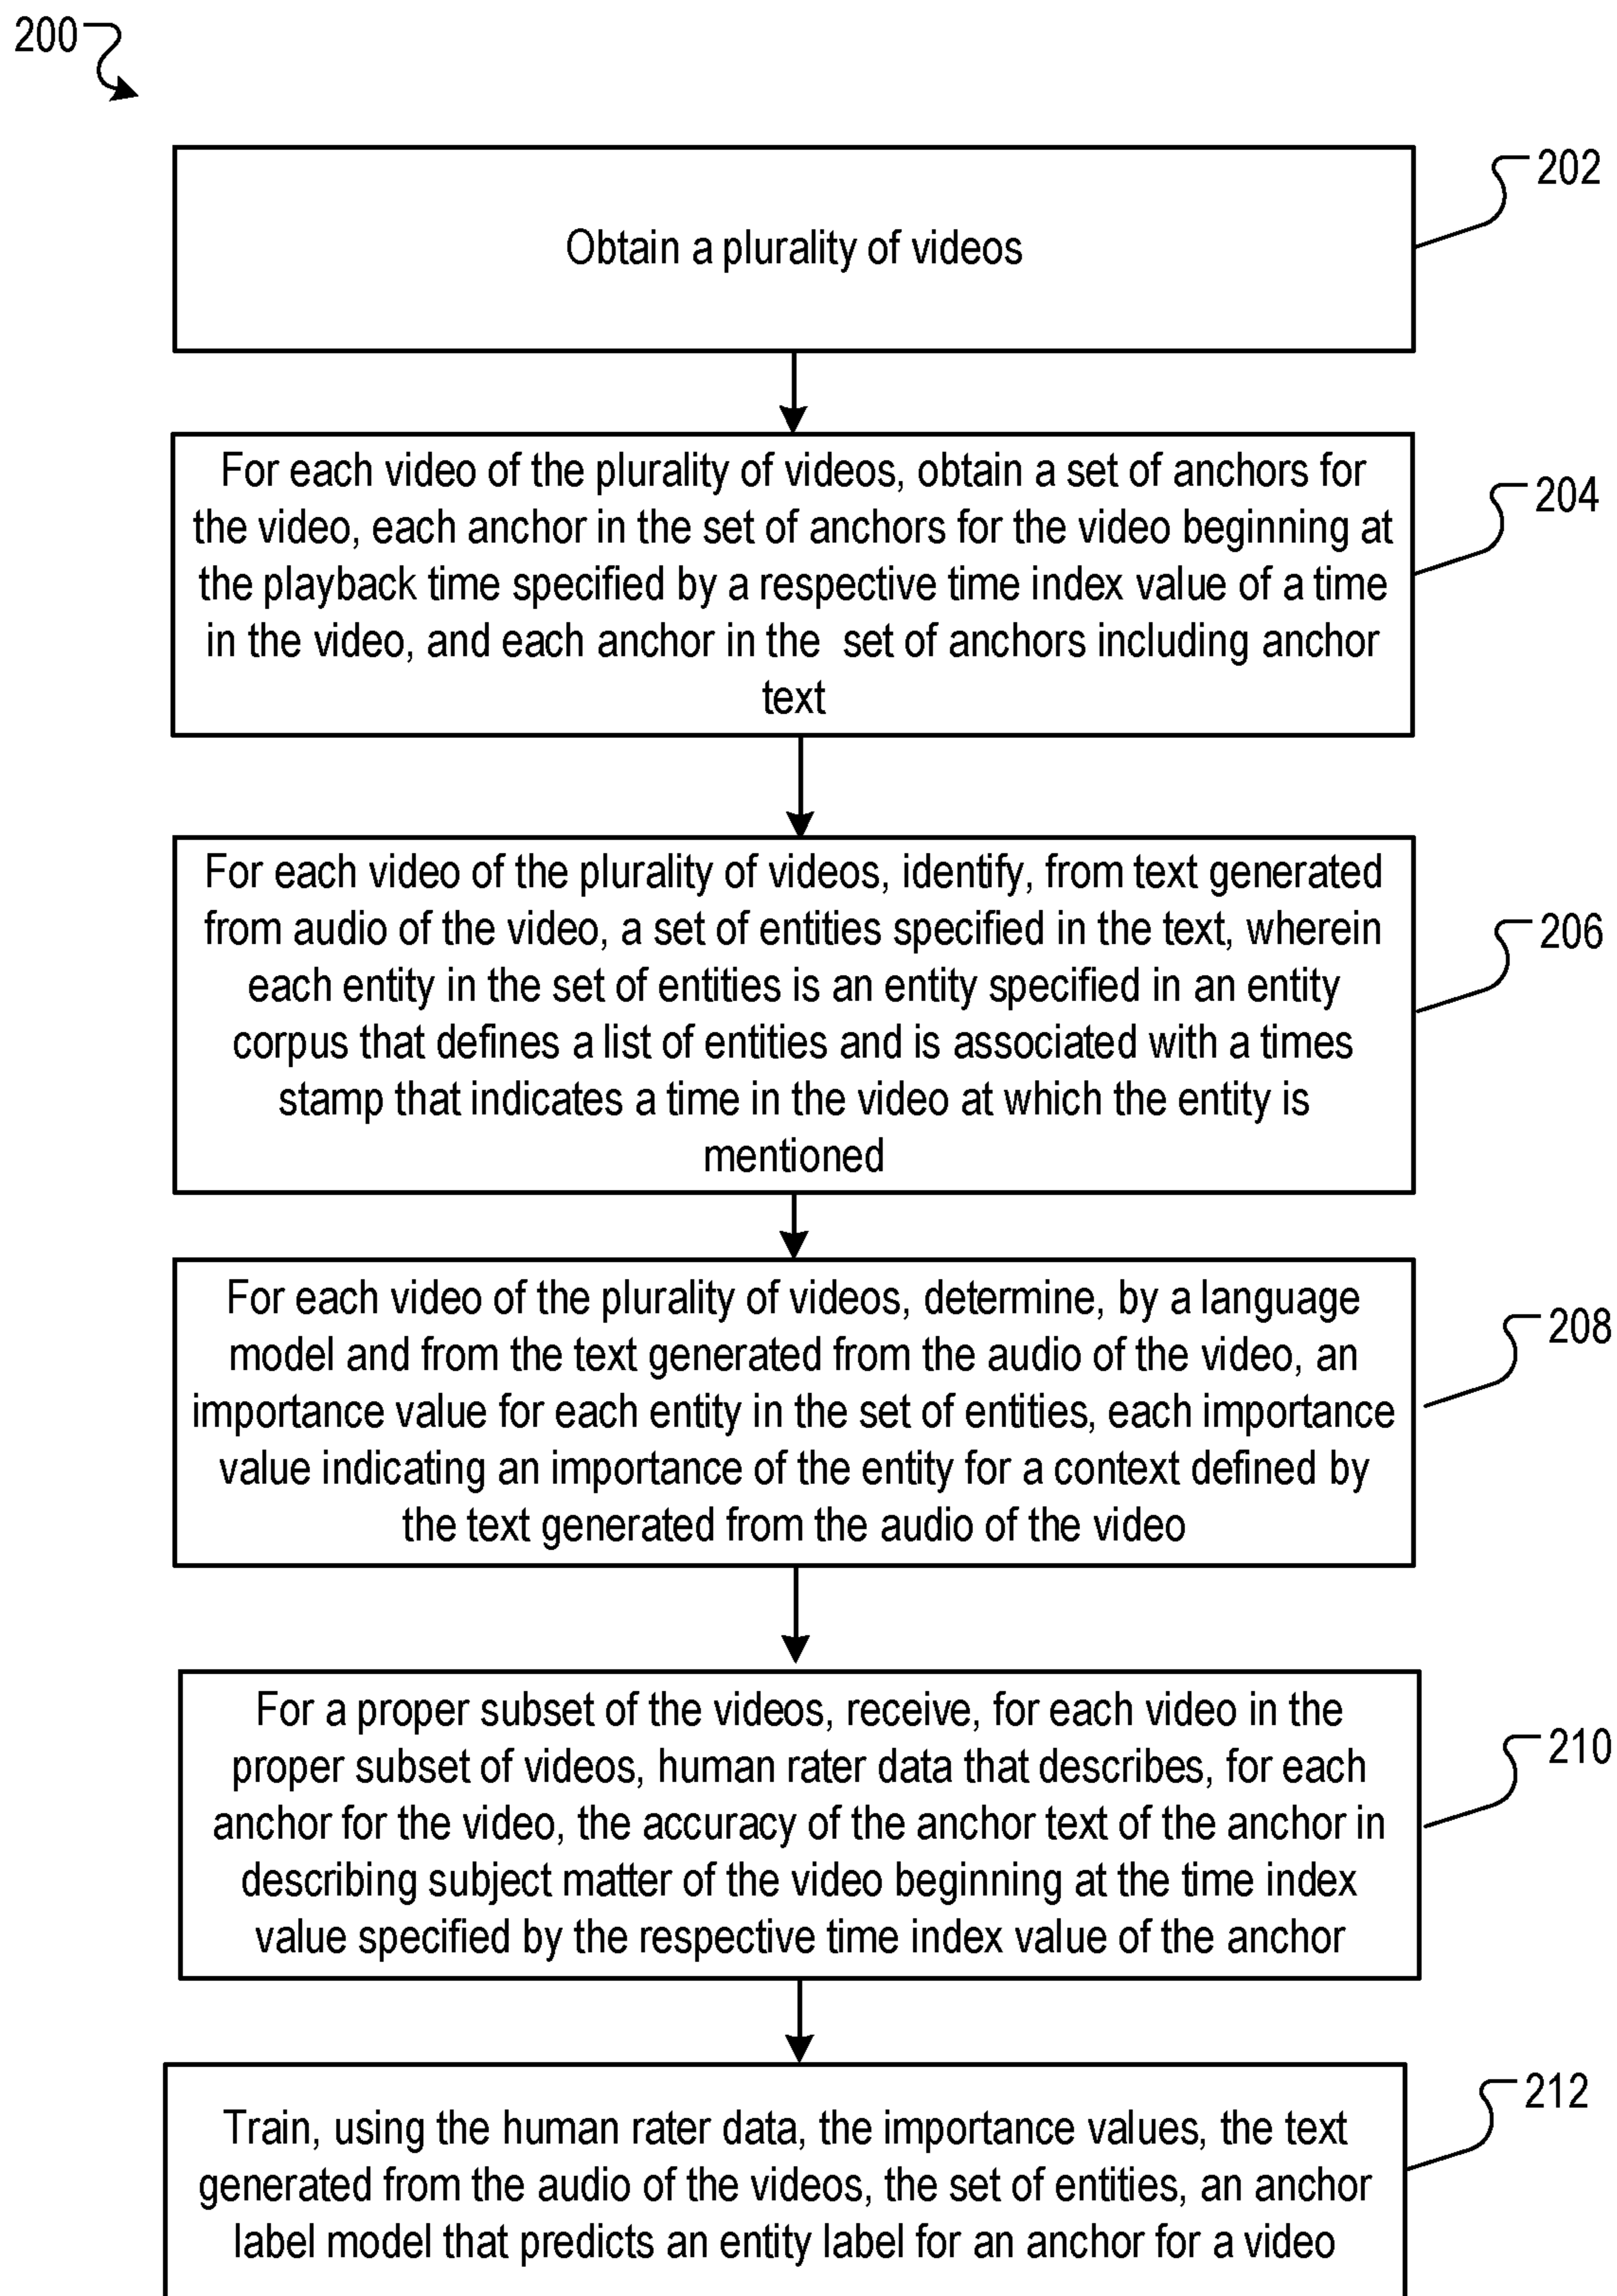 200
202
Obtain a plurality of videos
204
For each video of the plurality of videos, obtain a set of anchors for
the video, each anchor in the set of anchors for the video beginning at
the playback time specified by a respective time index value of a time
in the video, and each anchor in the set of anchors including anchor
text
206
For each video of the plurality of videos, identify, from text generated
from audio of the video, a set of entities specified in the text, wherein
each entity in the set of entities is an entity specified in an entity
corpus that defines a list of entities and is associated with a times
stamp that indicates a time in the video at which the entity is
mentioned
208
For each video of the plurality of videos, determine, by a language
model and from the text generated from the audio of the video, an
importance value for each entity in the set of entities, each importance
value indicating an importance of the entity for a context defined by
the text generated from the audio of the video
210
For a proper subset of the videos, receive, for each video in the
proper subset of videos, human rater data that describes, for each
anchor for the video, the accuracy of the anchor text of the anchor in
describing subject matter of the video beginning at the time index
value specified by the respective time index value of the anchor
212
Train, using the human rater data, the importance values, the text
generated from the audio of the videos, the set of entities, an anchor
label model that predicts an entity label for an anchor for a video